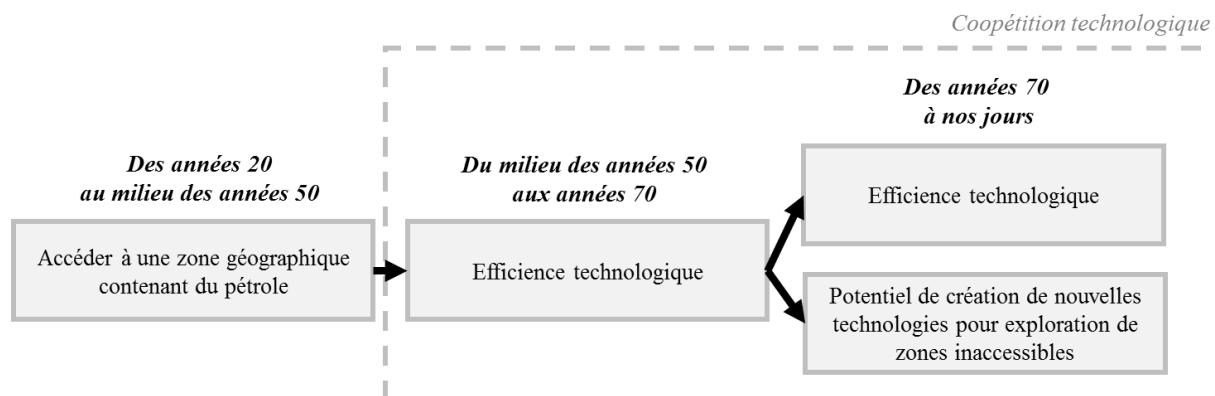 Coopétition technologique
Des années 20
au milieu des années 50
Accéder à une zone géographique
contenant du pétrole
Du milieu des années 50
aux années 70
Efficience technologique
Des années 70
à nos jours
Efficience technologique
Potentiel de création de nouvelles
technologies pour exploration de
zones inaccessibles